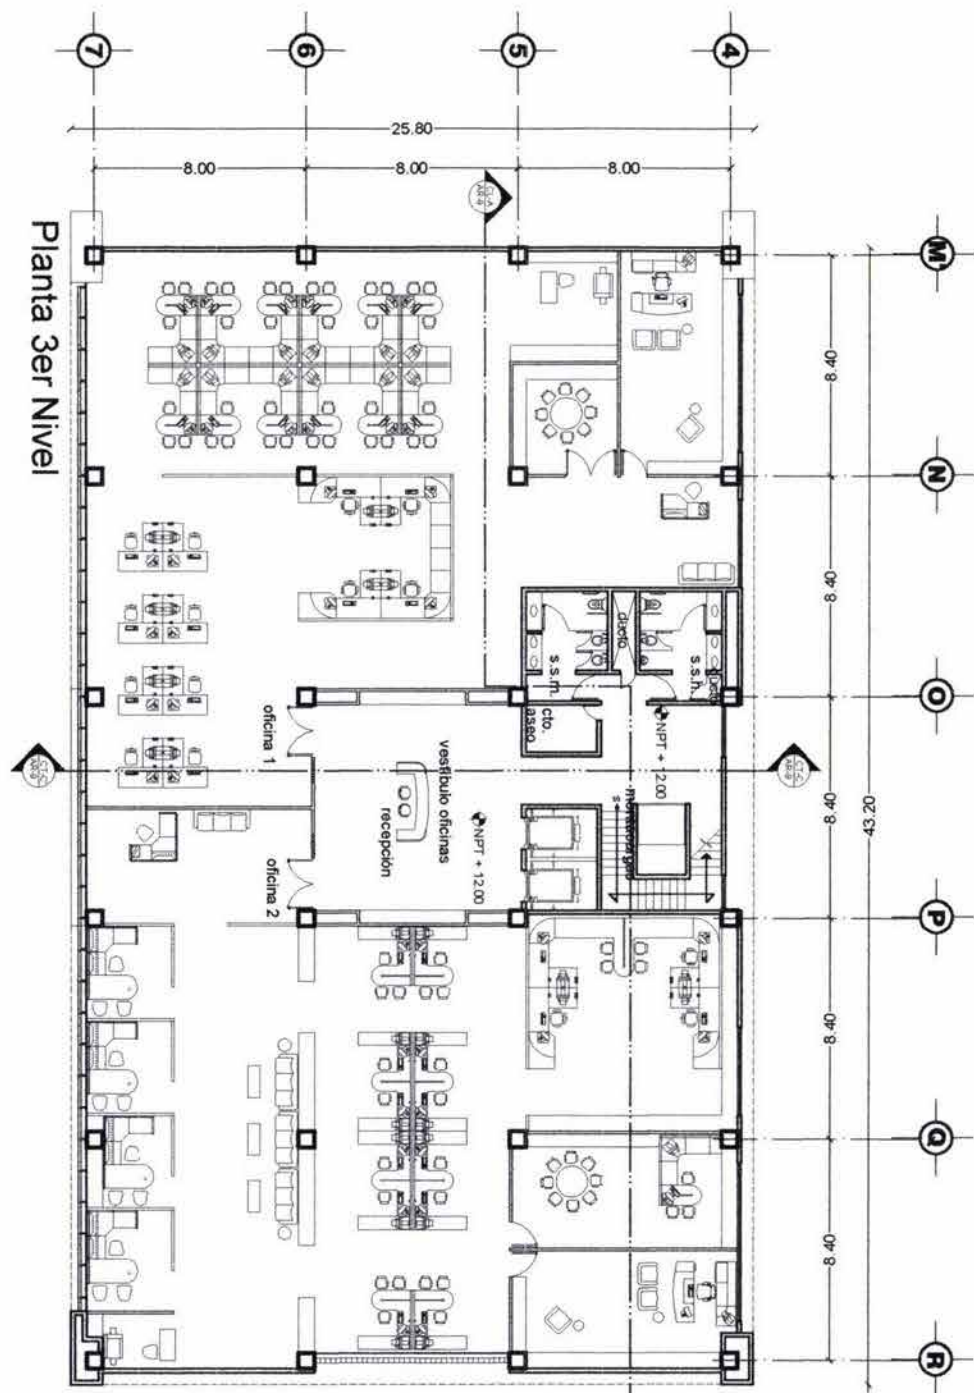 7
6
5
4
25.80
8.00
8.00
8.00
M'
N
O
P
Q
R
8.40
8.40
8.40
8.40
8.40
43.20
Planta 3er Nivel
ducto
s.s.m.
s.s.h.
cto.
aseo
NPT + 12.00
oficina 1
vestíbulo oficinas
recepción
NPT + 12.00
oficina 2
montacargas
s